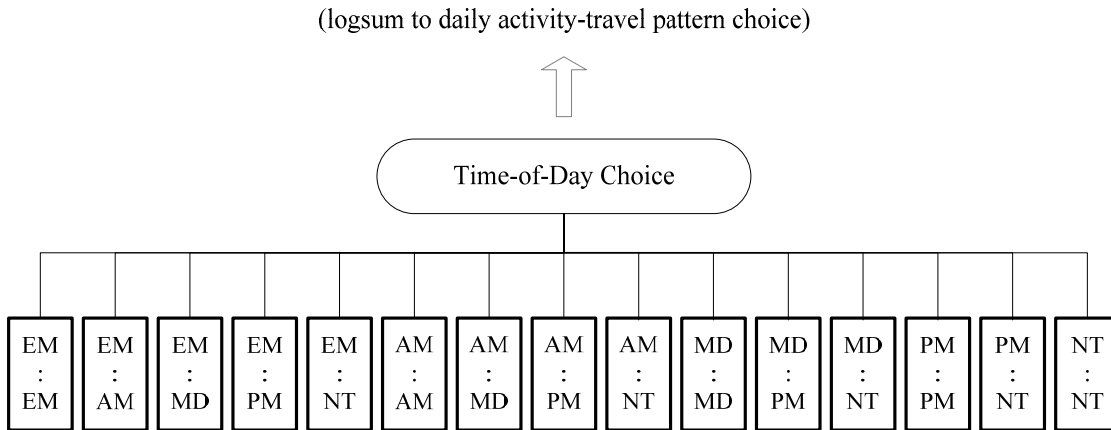 (logsum to daily activity-travel pattern choice)
Time-of-Day Choice
EM EM EM EM EM AM AM AM AM MD MD MD PM PM NT
: : : : : : : : : : : : : : :
EM AM MD PM NT AM MD PM NT MD PM NT PM NT NT